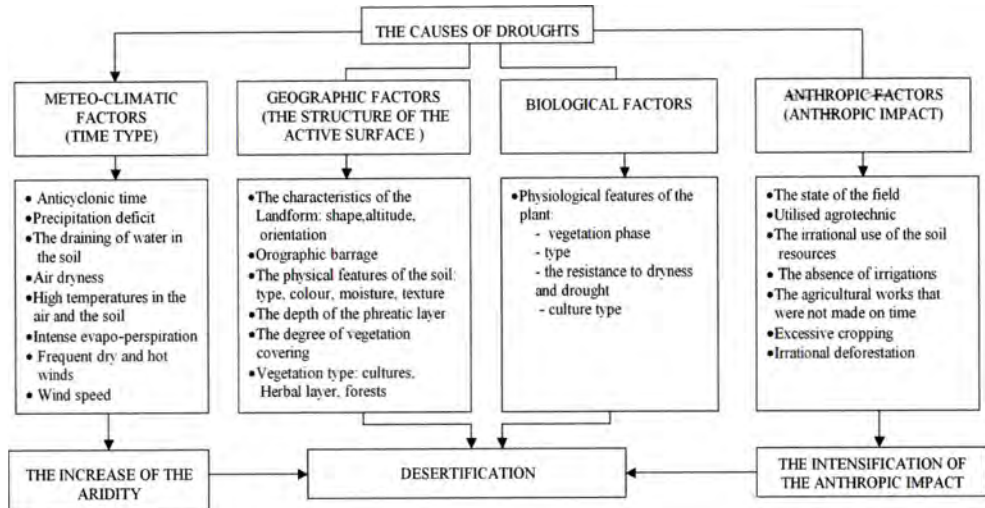 THE CAUSES OF DROUGHTS
METEO-CLIMATIC
FACTORS
(TIME TYPE)
GEOGRAPHIC FACTORS
(THE STRUCTURE OF THE
ACTIVE SURFACE )
BIOLOGICAL FACTORS
ANTHROPIC FACTORS
(ANTHROPIC IMPACT)
● Anticyclonic time
●Precipitation deficit
● The draining of water in
the soil
●Air dryness
●High temperatures in the
air and the soil
●Intense evapo-perspiration
● Frequent dry and hot
winds
● Wind speed
●The characteristics of the
Landform: shape,altitude,
orientation
●Orographic barrage
●The physical features of the soil:
type, colour, moisture, texture
●The depth of the phreatic layer
●The degree of vegetation
covering
●Vegetation type: cultures,
Herbal layer, forests
●Physiological features of the
plant:
- vegetation phase
- type
- the resistance to dryness
and drought
- culture type
●The state of the field
●Utilised agrotechnic
●The irrational use of the soil
resources
● The absence of irrigations
●The agricultural works that
were not made on time
●Excessive cropping
●Irrational deforestation
THE INCREASE OF THE
ARIDITY
DESERTIFICATION
THE INTENSIFICATION OF
THE ANTHROPIC IMPACT